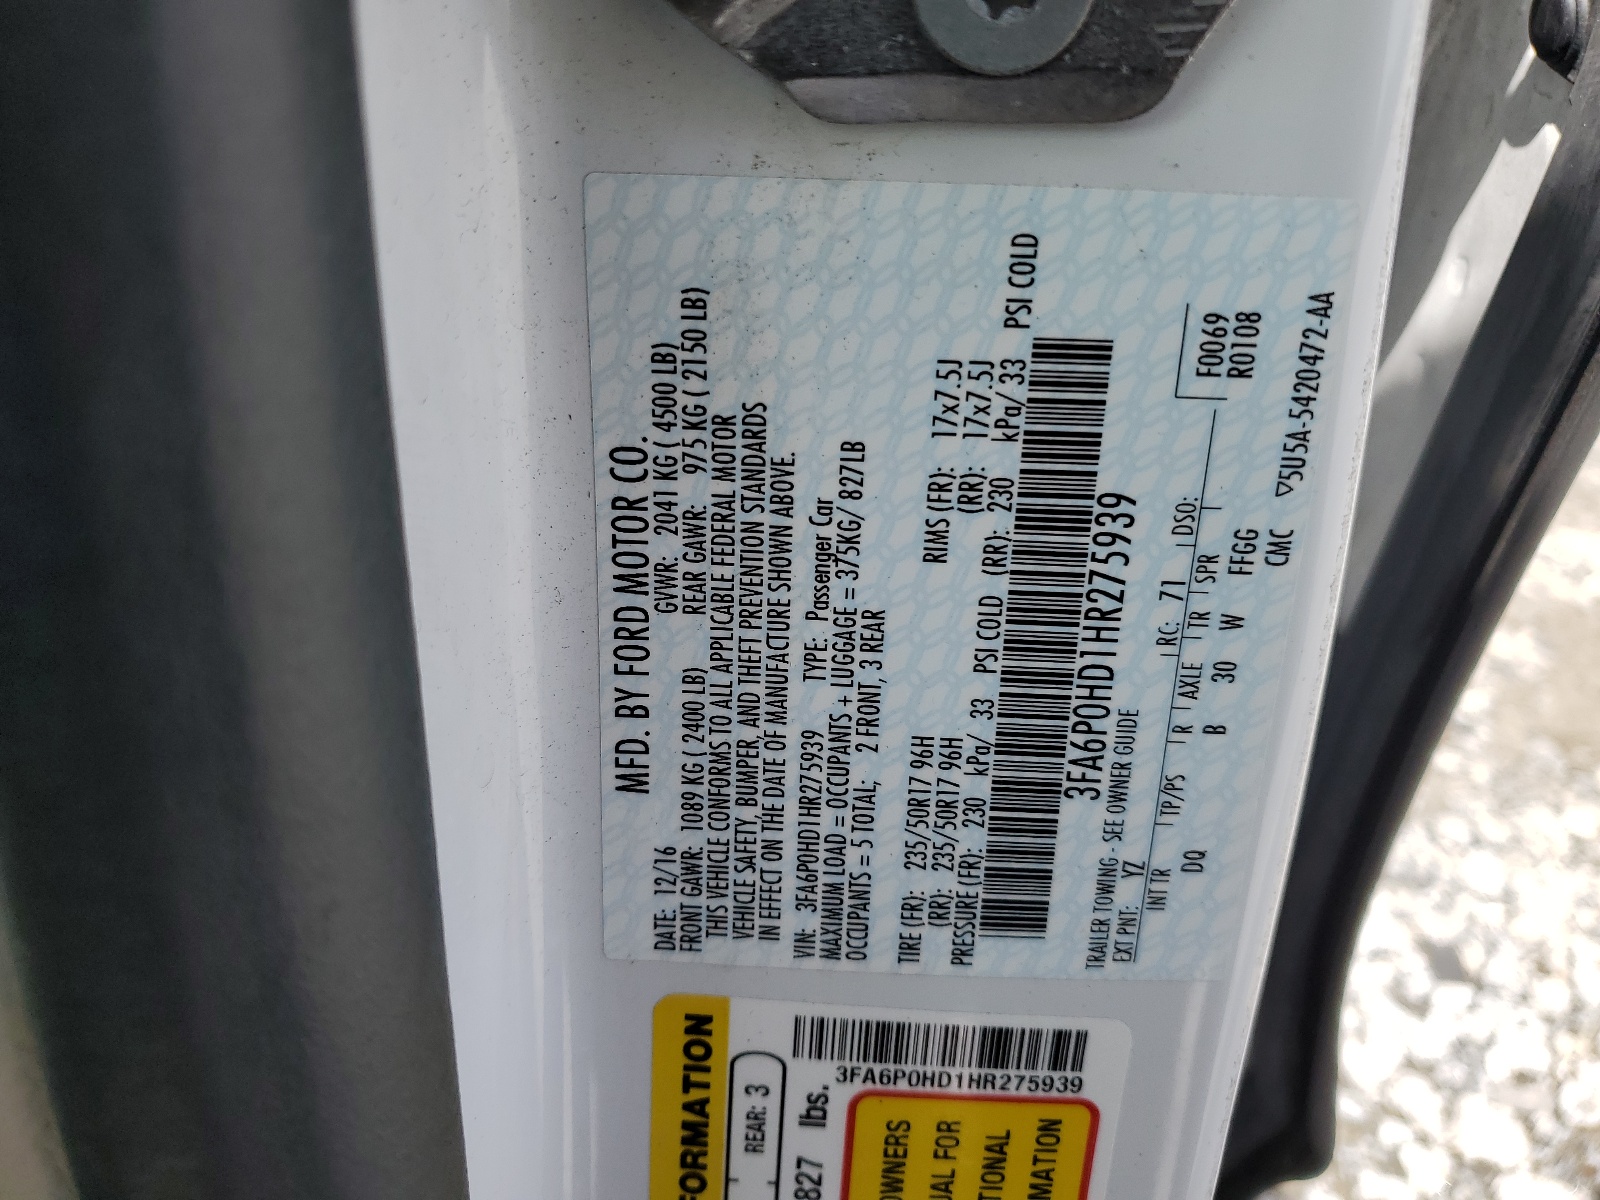 MFD. BY FORD MOTOR CO.
DATE: 12/16 GVWR: 2041 KG ( 4500 LB)
FRONT GAWR: 1089 KG ( 2400 LB) REAR GAWR: 975 KG ( 2150 LB)
THIS VEHICLE CONFORMS TO ALL APPLICABLE FEDERAL MOTOR
VEHICLE SAFETY, BUMPER, AND THEFT PREVENTION STANDARDS
IN EFFECT ON THE DATE OF MANUFACTURE SHOWN ABOVE.
VIN: 3FA6P0HD1HR275939 TYPE: Passenger Car
MAXIMUM LOAD = OCCUPANTS + LUGGAGE = 375KG/ 827LB
OCCUPANTS = 5 TOTAL; 2 FRONT, 3 REAR
TIRE (FR): 235/50R17 96H RIMS (FR): 17x7.5J
(RR): 235/50R17 96H (RR): 17x7.5J
PRESSURE (FR): 230 kPa/ 33 PSI COLD (RR): 230 kPa/ 33 PSI COLD
3FA6P0HD1HR275939
TRAILER TOWING - SEE OWNER GUIDE
EXT PNT: YZ RC: 71 DSO:
INT TR TP/PS R AXLE TR SPR
DQ B 30 W FFGG
F0069
R0108
CMC ▽5U5A-5420472-AA
FORMATION
REAR: 3
827 lbs.
3FA6P0HD1HR275939
OWNERS
UAL FOR
TIONAL
MATION